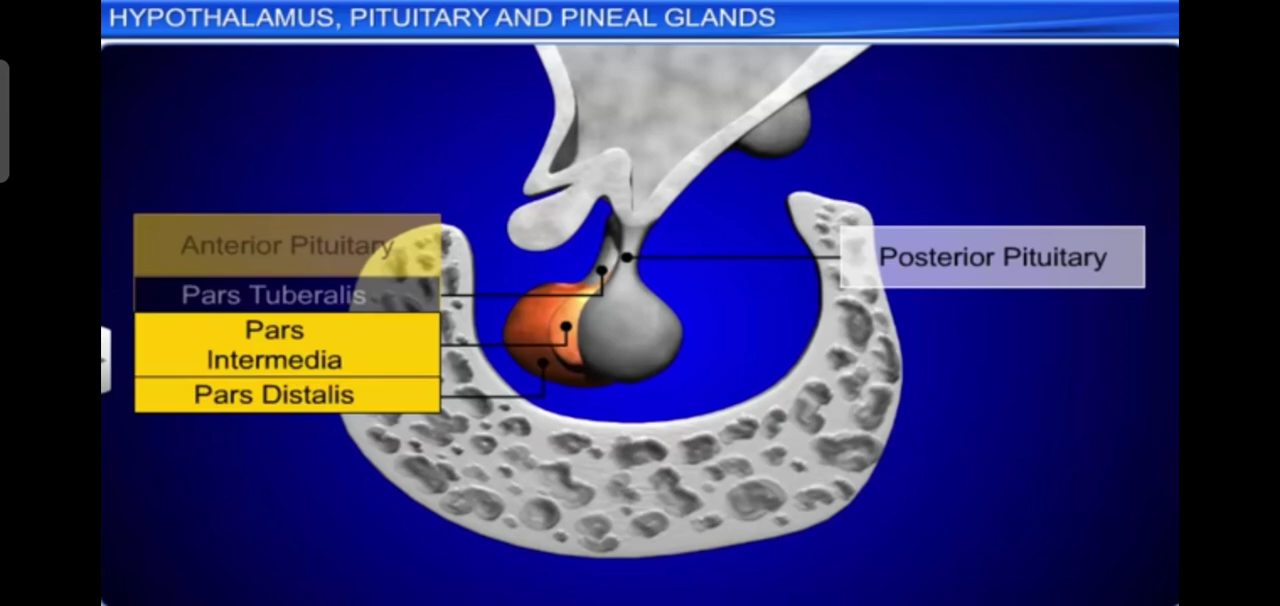 HYPOTHALAMUS, PITUITARY AND PINEAL GLANDS
Anterior Pituitary
Pars Tuberalis
Pars
Intermedia
Pars Distalis
Posterior Pituitary